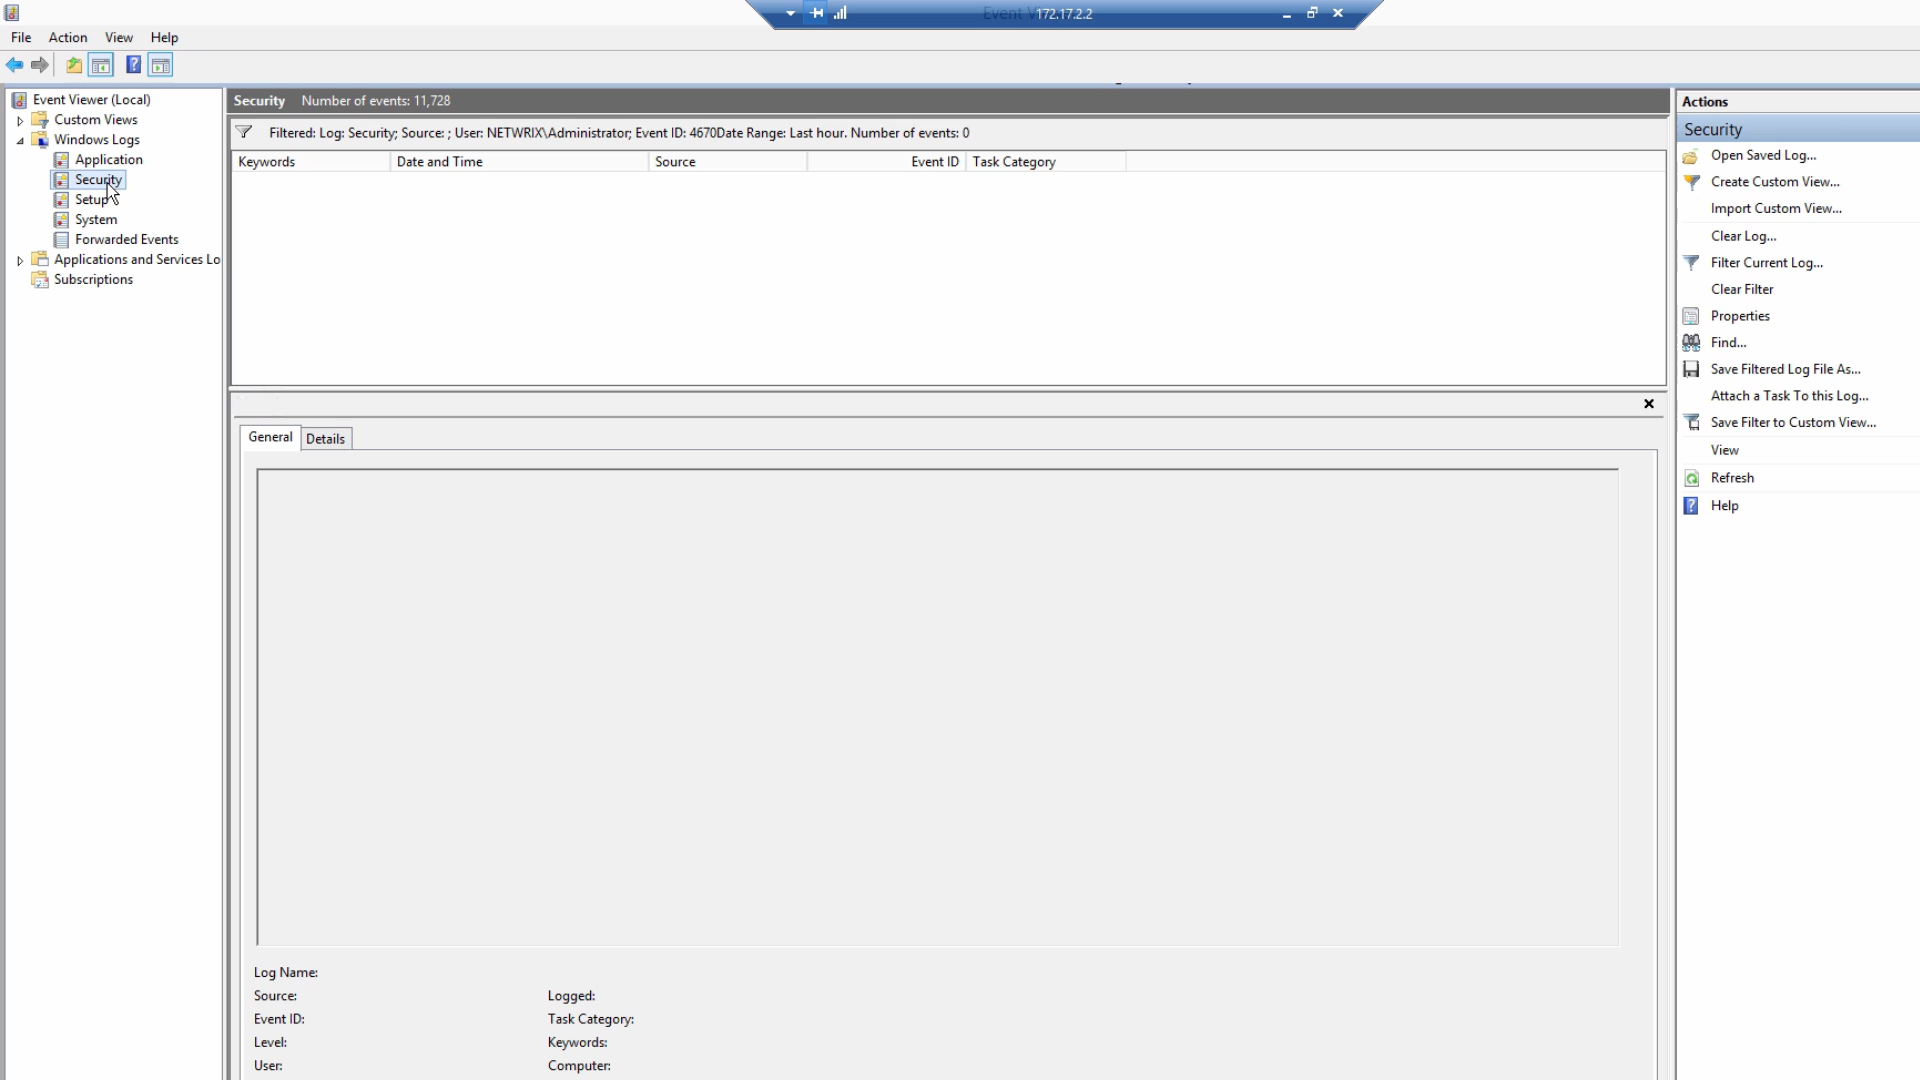 172.17.2.2
File Action View Help
Event Viewer (Local)
Custom Views
Windows Logs
Application
Security
Setup
System
Forwarded Events
Applications and Services Lo
Subscriptions
Security Number of events: 11,728
Filtered: Log: Security; Source: ; User: NETWRIX\Administrator; Event ID: 4670Date Range: Last hour. Number of events: 0
Keywords Date and Time Source Event ID Task Category
General Details
Log Name:
Source: Logged:
Event ID: Task Category:
Level: Keywords:
User: Computer:
Actions
Security
Open Saved Log...
Create Custom View...
Import Custom View...
Clear Log...
Filter Current Log...
Clear Filter
Properties
Find...
Save Filtered Log File As...
Attach a Task To this Log...
Save Filter to Custom View...
View
Refresh
Help